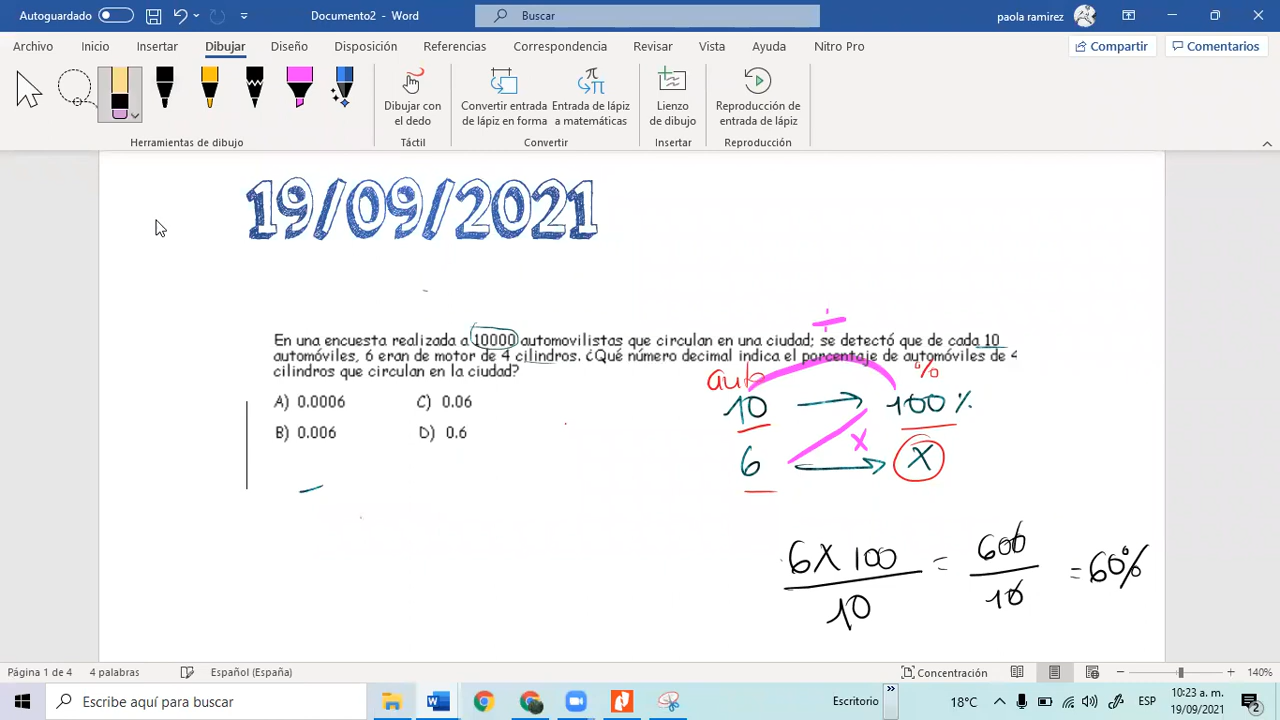 Autoguardado
Documento2 - Word
Buscar
paola ramirez
Archivo Inicio Insertar Dibujar Diseño Disposición Referencias Correspondencia Revisar Vista Ayuda Nitro Pro
Compartir Comentarios
Dibujar con
el dedo
Convertir entrada
de lápiz en forma
Entrada de lápiz
a matemáticas
Lienzo
de dibujo
Reproducción de
entrada de lápiz
Herramientas de dibujo Táctil Convertir Insertar Reproducción
19/09/2021
÷
En una encuesta realizada a 10000 automovilistas que circulan en una ciudad; se detectó que de cada 10
automóviles, 6 eran de motor de 4 cilindros. ¿Qué número decimal indica el porcentaje de automóviles de 4
cilindros que circulan en la ciudad?
A) 0.0006 C) 0.06
B) 0.006 D) 0.6
auto %
10 → 100 %
x
6 → x
6 x 100 / 10 = 600 / 10 = 60%
Página 1 de 4 4 palabras Español (España) Concentración 140%
Escribe aquí para buscar
Escritorio
18°C
ESP
10:23 a. m.
19/09/2021
2